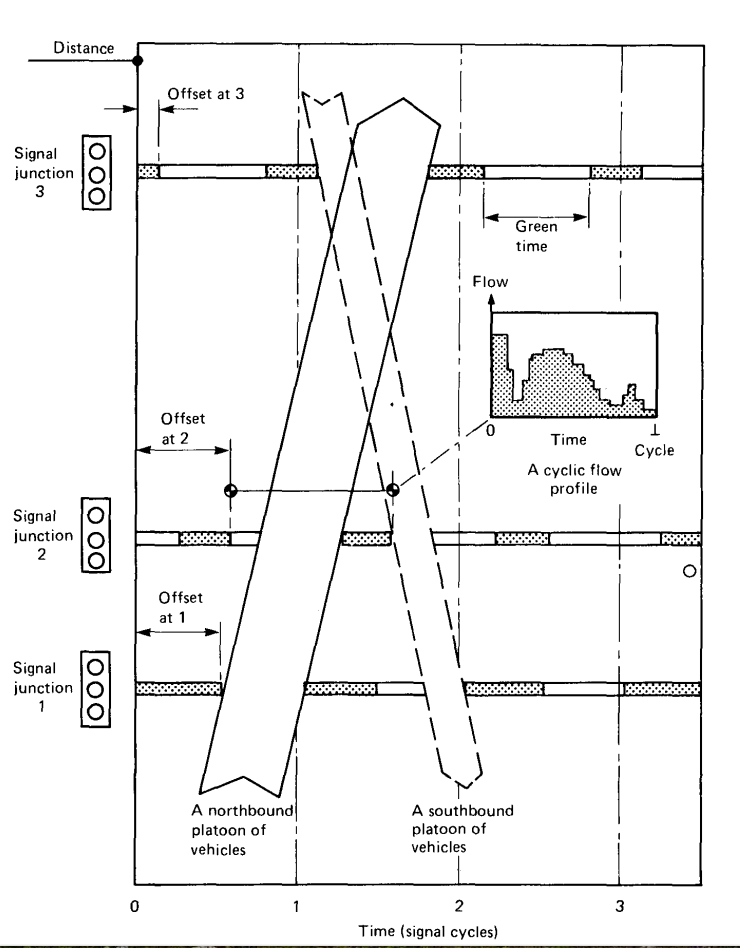 Distance
Offset at 3
Signal
junction
3
Green
time
Flow
0
Time
1
Cycle
A cyclic flow
profile
Offset
at 2
Signal
junction
2
Offset
at 1
Signal
junction
1
A northbound
platoon of
vehicles
A southbound
platoon of
vehicles
0
1
2
3
Time (signal cycles)